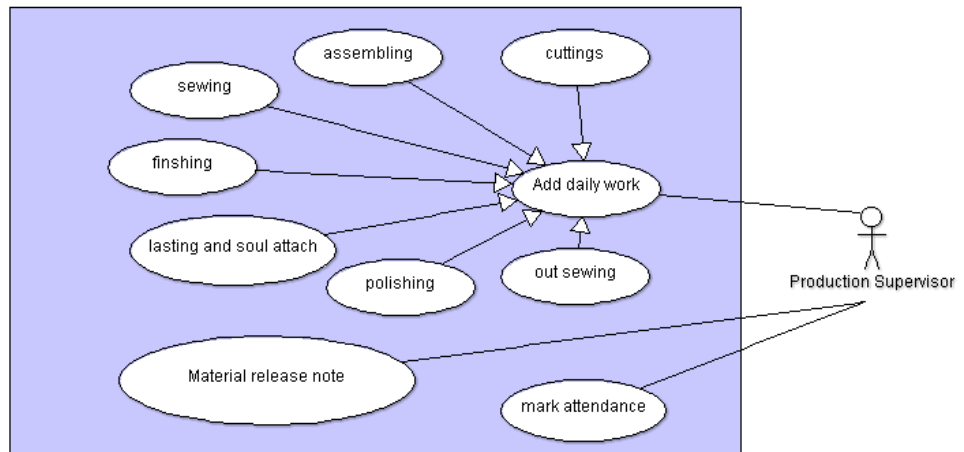 assembling
cuttings
sewing
finshing
Add daily work
lasting and soul attach
out sewing
polishing
Production Supervisor
Material release note
mark attendance